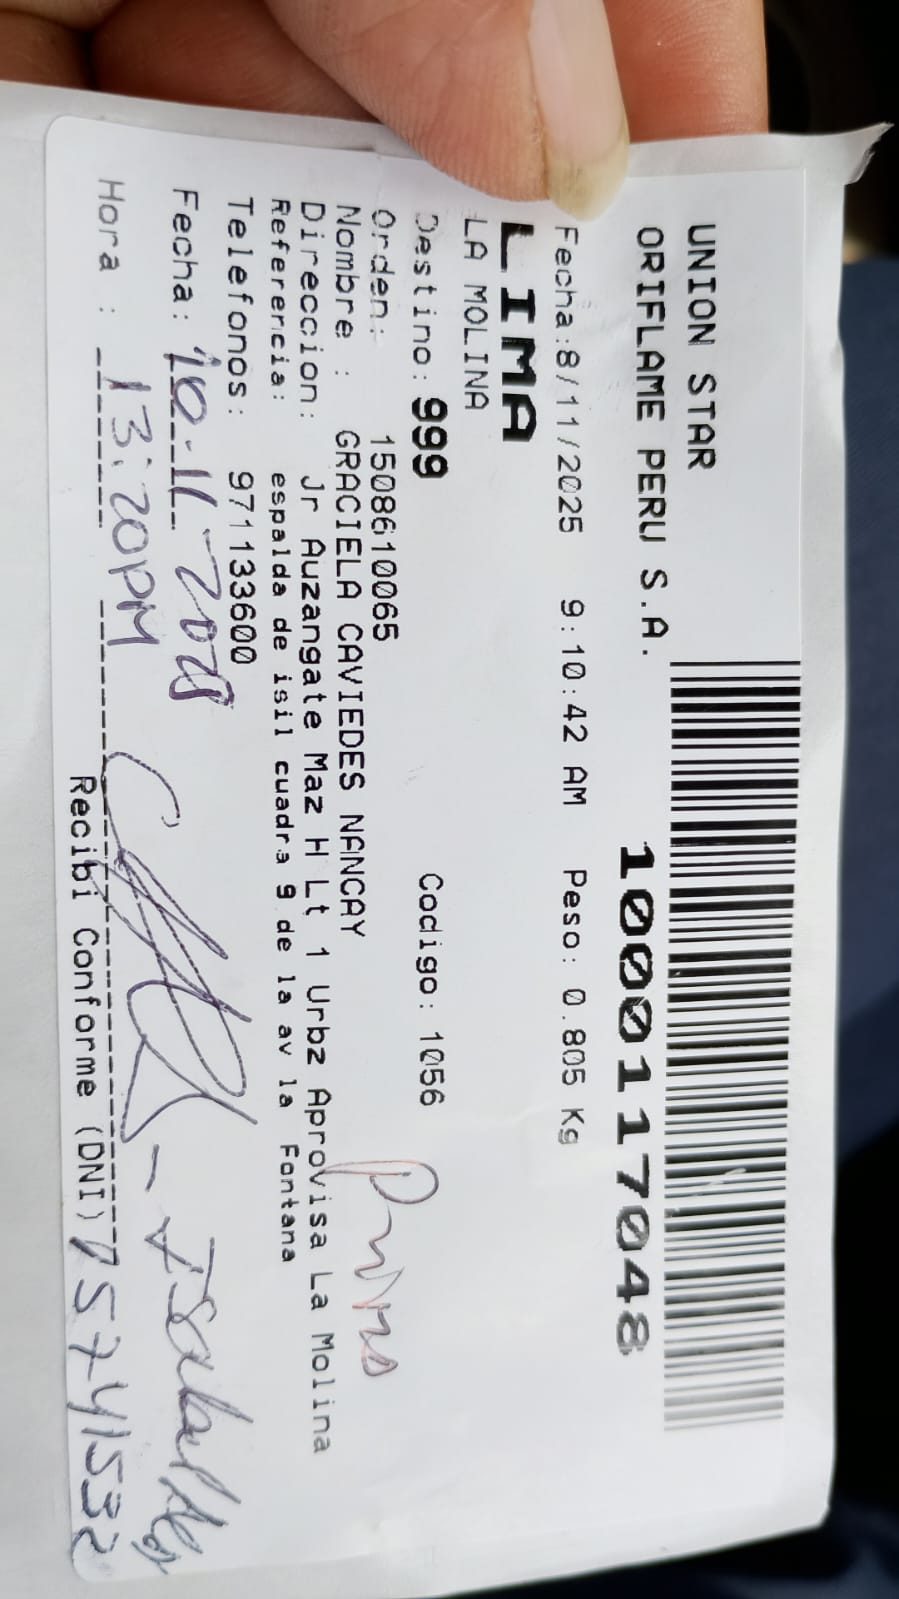 UNION STAR
ORIFLAME PERU S.A.
10001117048
Fecha:8/11/2025 9:10:42 AM Peso: 0.805 Kg
LIMA
LA MOLINA
Destino: 999 Codigo: 1056
Orden: 1508610065
Nombre : GRACIELA CAVIEDES NANCAY
Direccion: Jr Auzangate Maz H Lt 1 Urbz Aprovisa La Molina
Referencia: espalda de isil cuadra 9 de la av la Fontana
Telefonos: 971133600
Fecha: 10-11-2025
Hora : 13:20PM
Recibi Conforme (DNI) 75741532